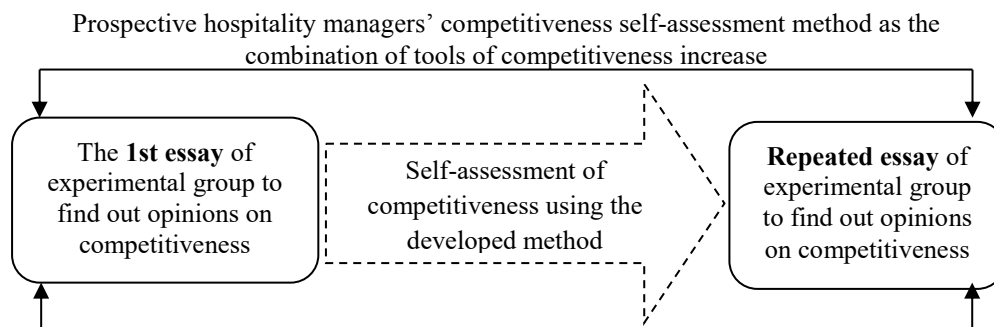 Prospective hospitality managers’ competitiveness self-assessment method as the
combination of tools of competitiveness increase
The 1st essay of
experimental group to
find out opinions on
competitiveness
Self-assessment of
competitiveness using the
developed method
Repeated essay of
experimental group
to find out opinions
on competitiveness